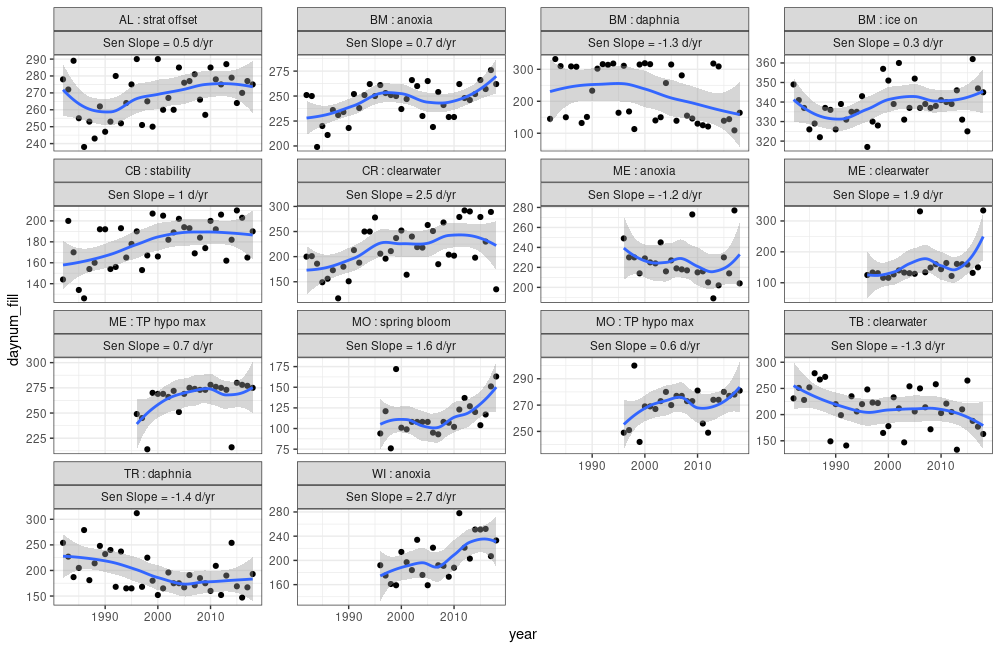 AL : strat offset
BM : anoxia
BM : daphnia
BM : ice on
Sen Slope = 0.5 d/yr
Sen Slope = 0.7 d/yr
Sen Slope = -1.3 d/yr
Sen Slope = 0.3 d/yr
290
280
270
260
250
240
275
250
225
200
300
200
100
360
350
340
330
320
CB : stability
CR : clearwater
ME : anoxia
ME : clearwater
Sen Slope = 1 d/yr
Sen Slope = 2.5 d/yr
Sen Slope = -1.2 d/yr
Sen Slope = 1.9 d/yr
200
180
160
140
300
250
200
150
280
260
240
220
200
300
200
100
daynum_fill
ME : TP hypo max
MO : spring bloom
MO : TP hypo max
TB : clearwater
Sen Slope = 0.7 d/yr
Sen Slope = 1.6 d/yr
Sen Slope = 0.6 d/yr
Sen Slope = -1.3 d/yr
300
275
250
225
175
150
125
100
75
290
270
250
300
250
200
150
1990 2000 2010
1990 2000 2010
TR : daphnia
WI : anoxia
Sen Slope = -1.4 d/yr
Sen Slope = 2.7 d/yr
300
250
200
150
280
240
200
160
1990 2000 2010
1990 2000 2010
year